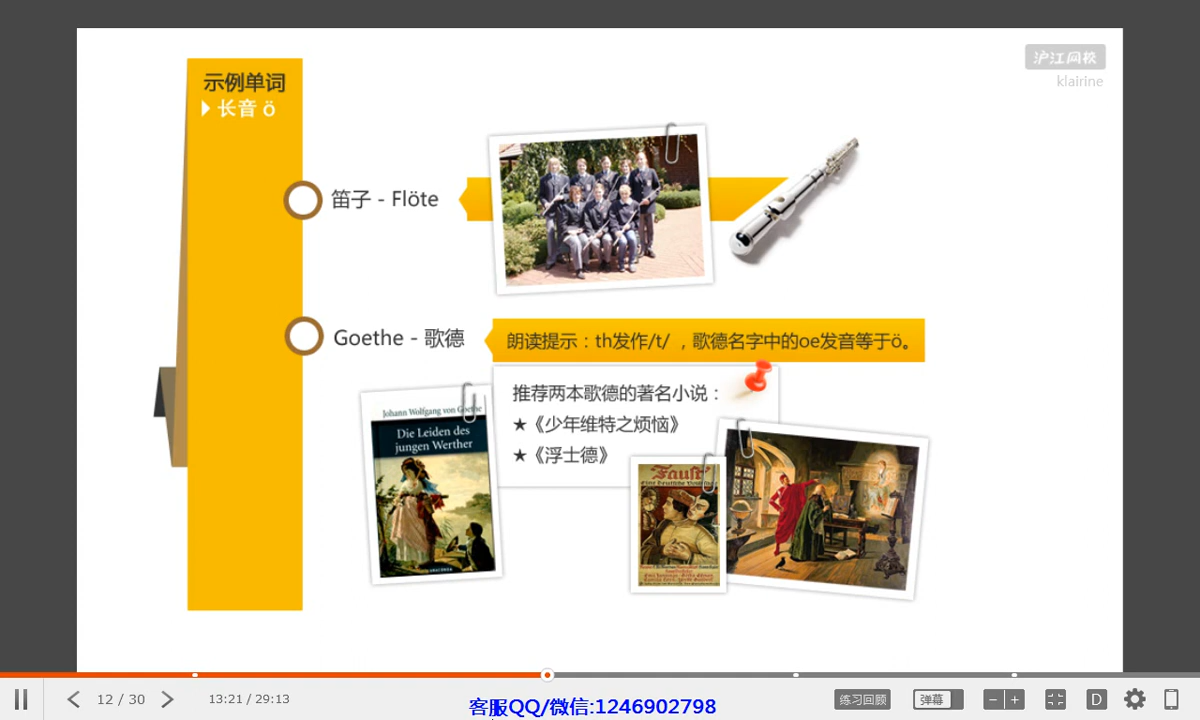 沪江网校
klairine
示例单词
长音 ö
笛子 - Flöte
Goethe - 歌德
朗读提示：th发作/t/ ，歌德名字中的oe发音等于ö。
推荐两本歌德的著名小说：
★《少年维特之烦恼》
★《浮士德》
Johann Wolfgang von Goethe
Die Leiden des
jungen Werther
Faust
12 / 30
13:21 / 29:13
客服QQ/微信:1246902798
练习回顾
弹幕
D